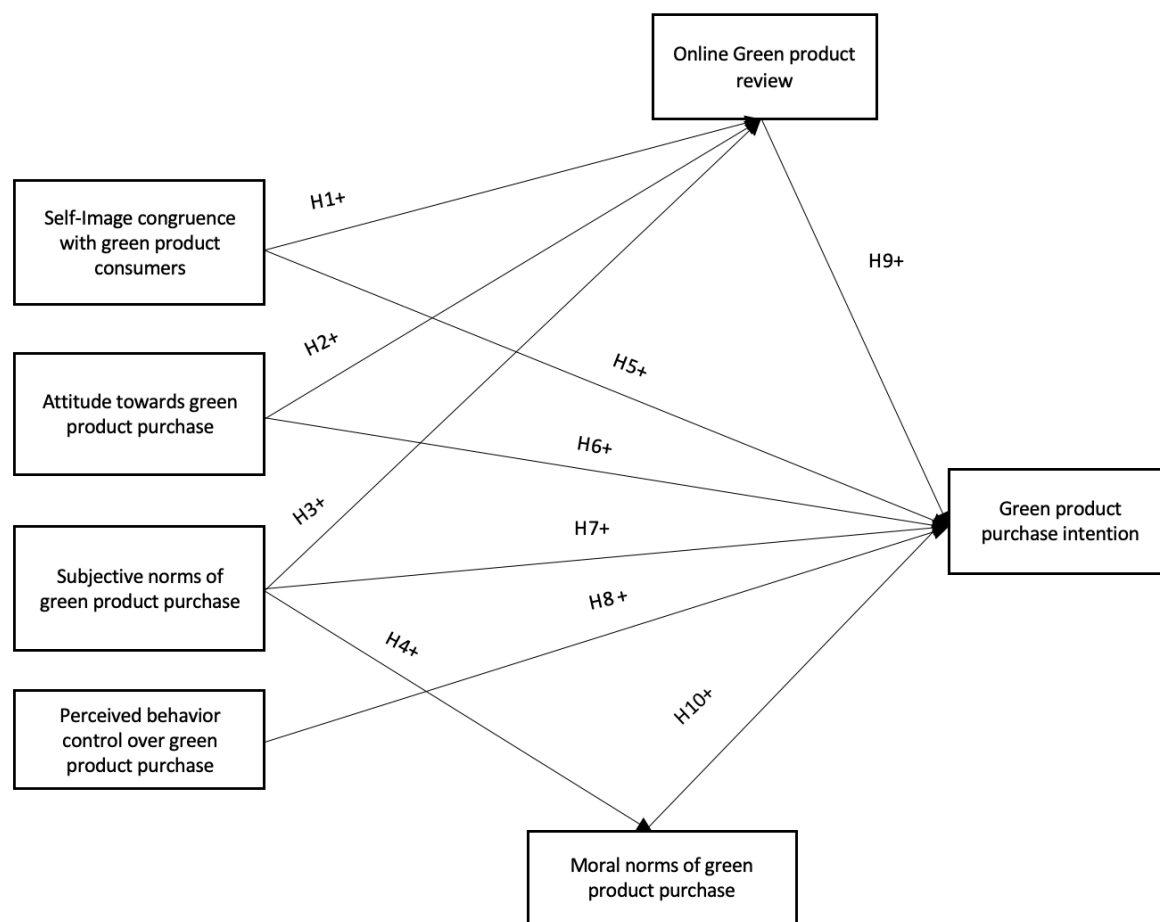 Online Green product
review
H1+
Self-Image congruence
with green product
consumers
H9+
H2+
H5+
Attitude towards green
product purchase
H6+
H3+
H7+
Green product
purchase intention
Subjective norms of
green product purchase
H8 +
H4+
Perceived behavior
control over green
product purchase
H10+
Moral norms of green
product purchase